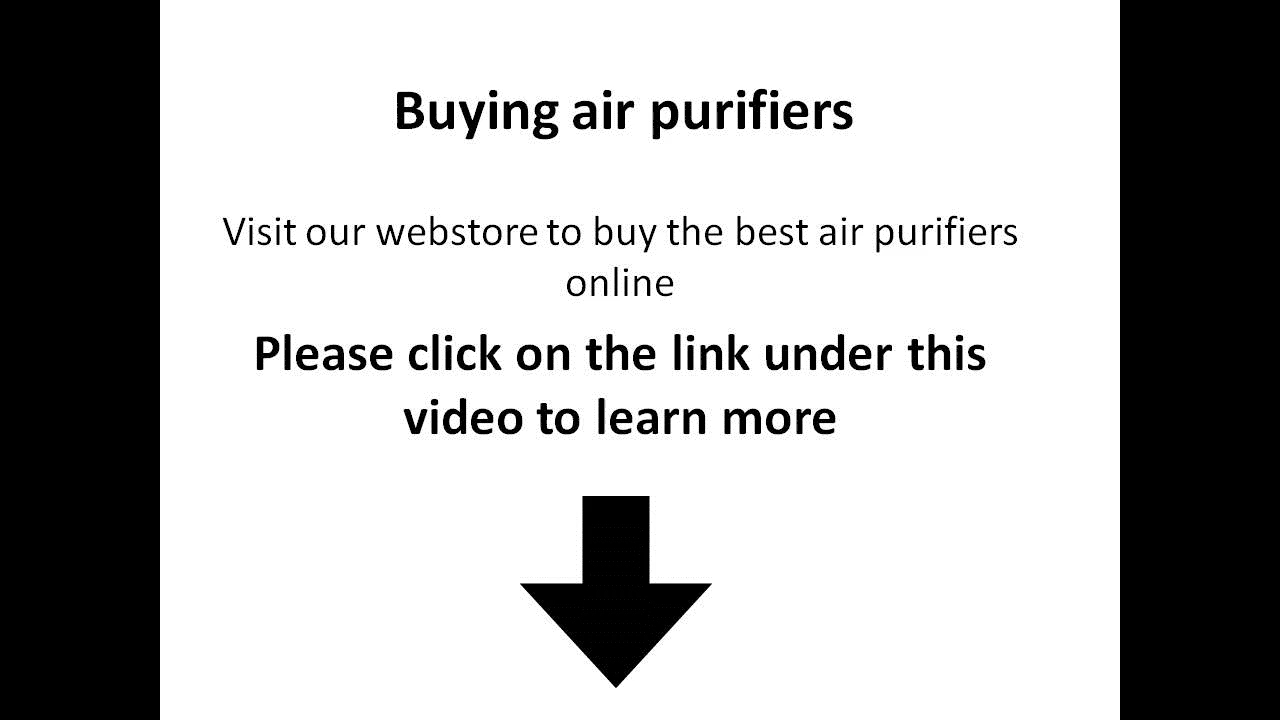 Buying air purifiers
Visit our webstore to buy the best air purifiers
online
Please click on the link under this
video to learn more